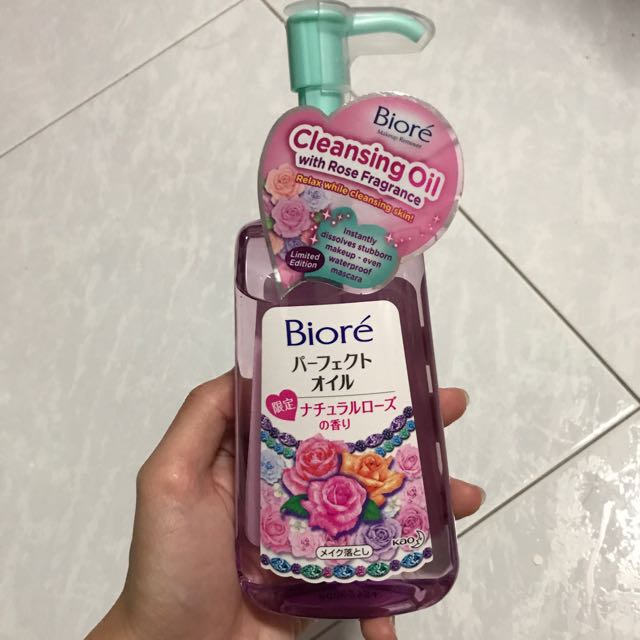 Bioré
Makeup Remover
Cleansing Oil
with Rose Fragrance
Relax while cleansing skin!
Instantly
dissolves stubborn
makeup - even
waterproof
mascara
Limited
Edition
Bioré
パーフェクト
オイル
限定
ナチュラルローズ
の香り
メイク落とし
Kao